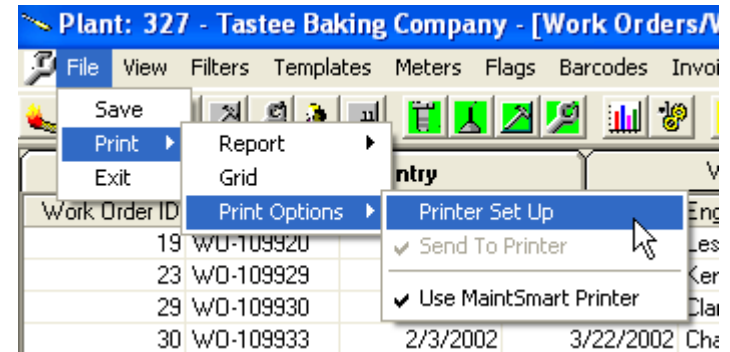 Plant: 327 - Tastee Baking Company - [Work Orders/
File View Filters Templates Meters Flags Barcodes Invoi
Save
Print
Exit
Report
Grid
Print Options
Printer Set Up
Send To Printer
Use MaintSmart Printer
ntry
Work Order ID Eng
19 WO-109920 Les
23 WO-109929 Ker
29 WO-109930 Clar
30 WO-109933 2/3/2002 3/22/2002 Cha